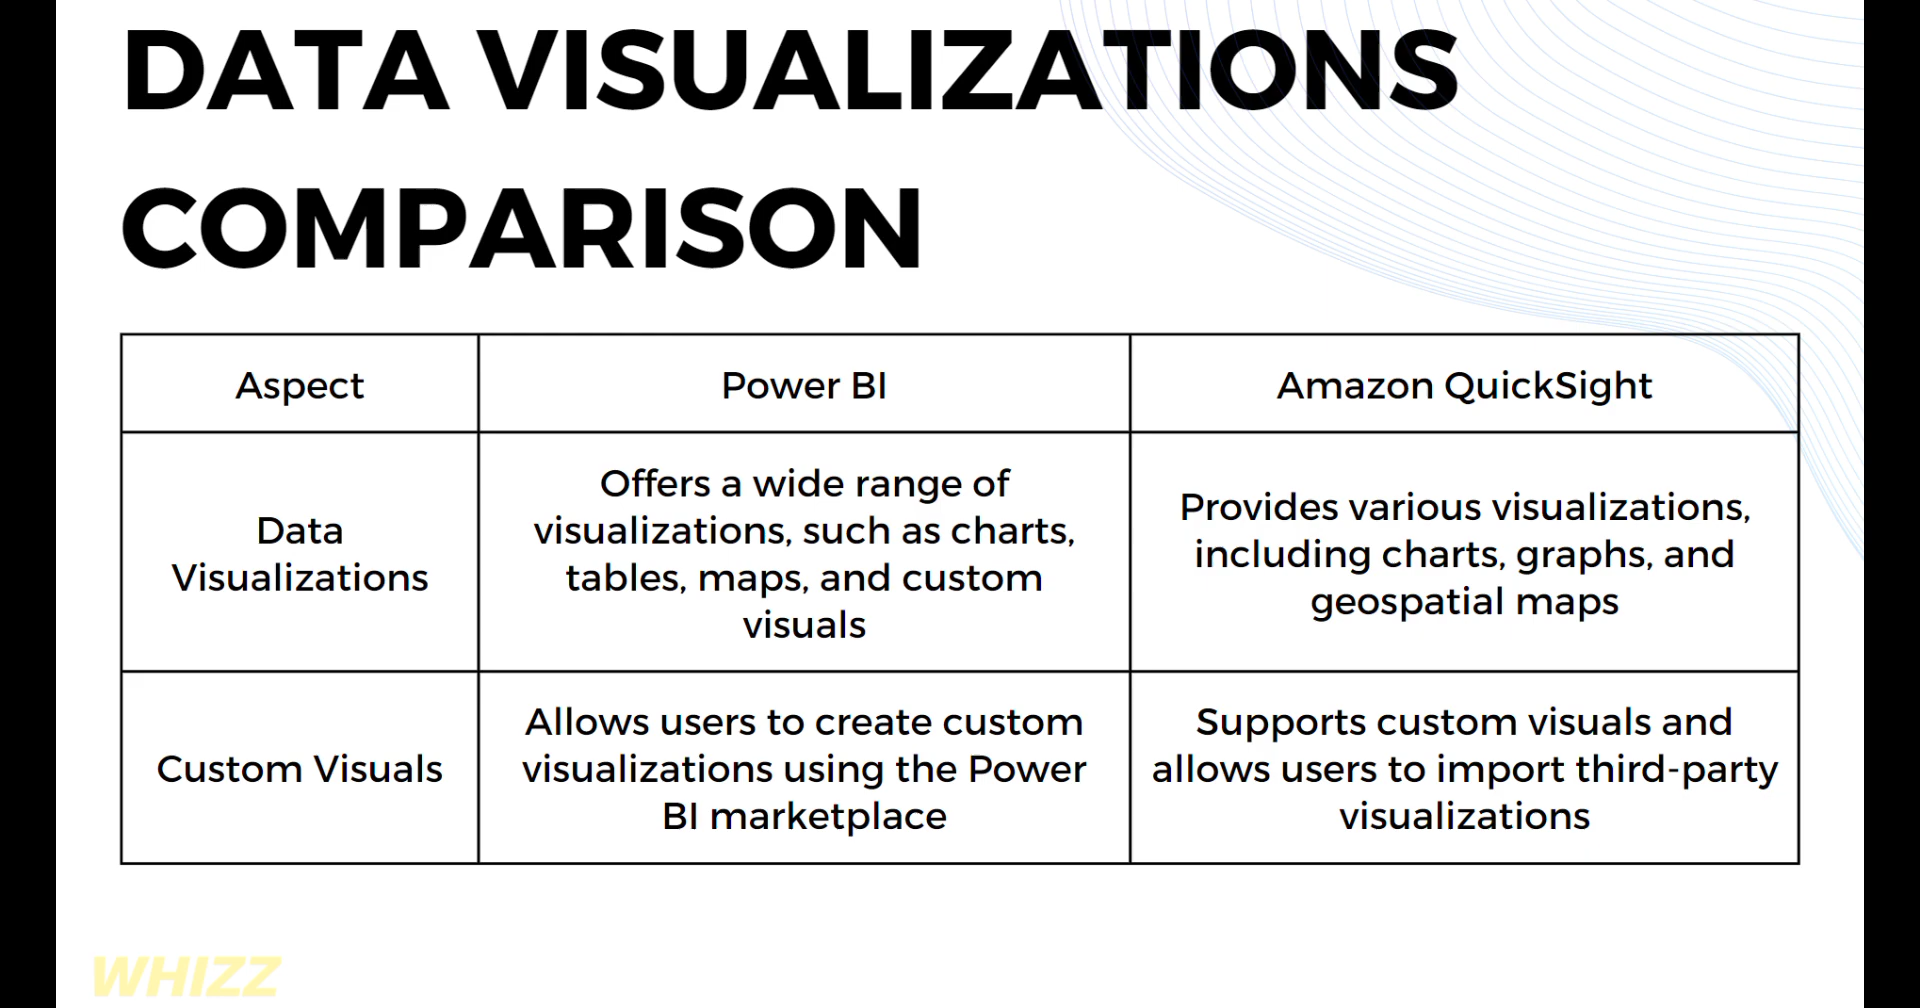 DATA VISUALIZATIONS
COMPARISON
Aspect
Power BI
Amazon QuickSight
Data
Visualizations
Offers a wide range of
visualizations, such as charts,
tables, maps, and custom
visuals
Provides various visualizations,
including charts, graphs, and
geospatial maps
Custom Visuals
Allows users to create custom
visualizations using the Power
BI marketplace
Supports custom visuals and
allows users to import third-party
visualizations
WHIZZ